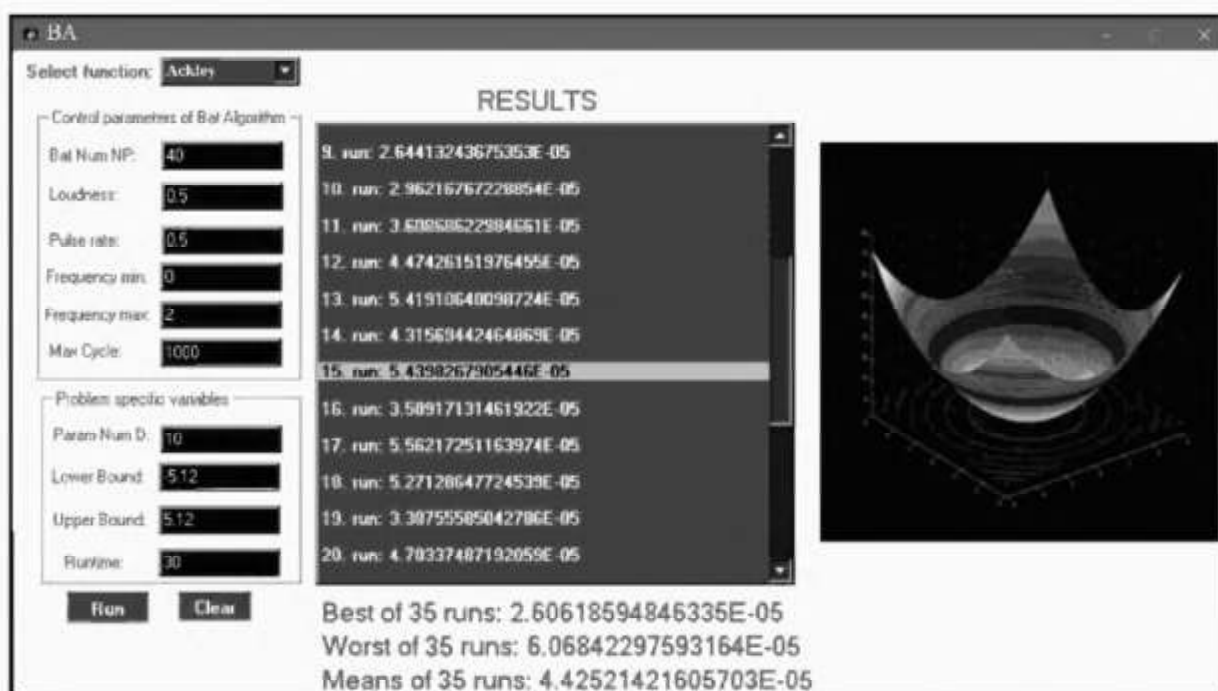 BA
Select function: Ackley
Control parameters of Bat Algorithm
Bat Num NP: 40
Loudness: 0.5
Pulse rate: 0.5
Frequency min: 0
Frequency max: 2
Max Cycle: 1000
Problem specific variables
Param Num D: 10
Lower Bound: -5.12
Upper Bound: 5.12
Runtime: 30
Run Clear
RESULTS
9. run: 2.64413243675353E-05
10. run: 2.96216767228854E-05
11. run: 3.60868622984661E-05
12. run: 4.47426151976455E-05
13. run: 5.41910640098724E-05
14. run: 4.31569442464869E-05
15. run: 5.4398267905446E-05
16. run: 3.50917131461922E-05
17. run: 5.56217251163974E-05
18. run: 5.27128647724539E-05
19. run: 3.30755585042786E-05
20. run: 4.70337487192059E-05
Best of 35 runs: 2.60618594846335E-05
Worst of 35 runs: 6.06842297593164E-05
Means of 35 runs: 4.42521421605703E-05